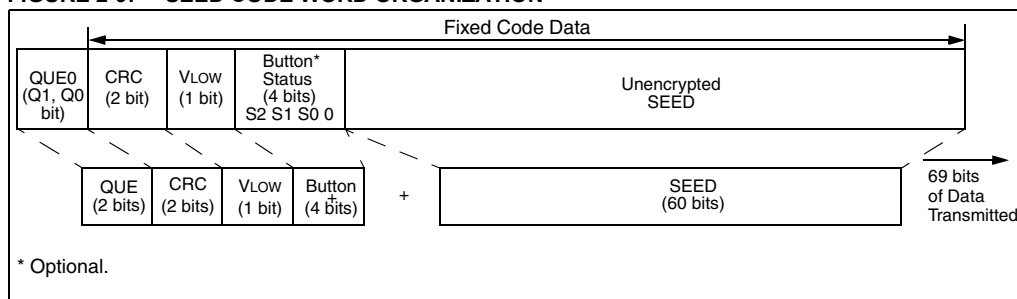 FIGURE 2-9: SEED CODE WORD ORGANIZATION
Fixed Code Data
QUE0
(Q1, Q0
bit)
CRC
(2 bit)
VLOW
(1 bit)
Button*
Status
(4 bits)
S2 S1 S0 0
Unencrypted
SEED
QUE
(2 bits)
CRC
(2 bits)
VLOW
(1 bit)
Button
+
(4 bits)
+
SEED
(60 bits)
69 bits
of Data
Transmitted
* Optional.